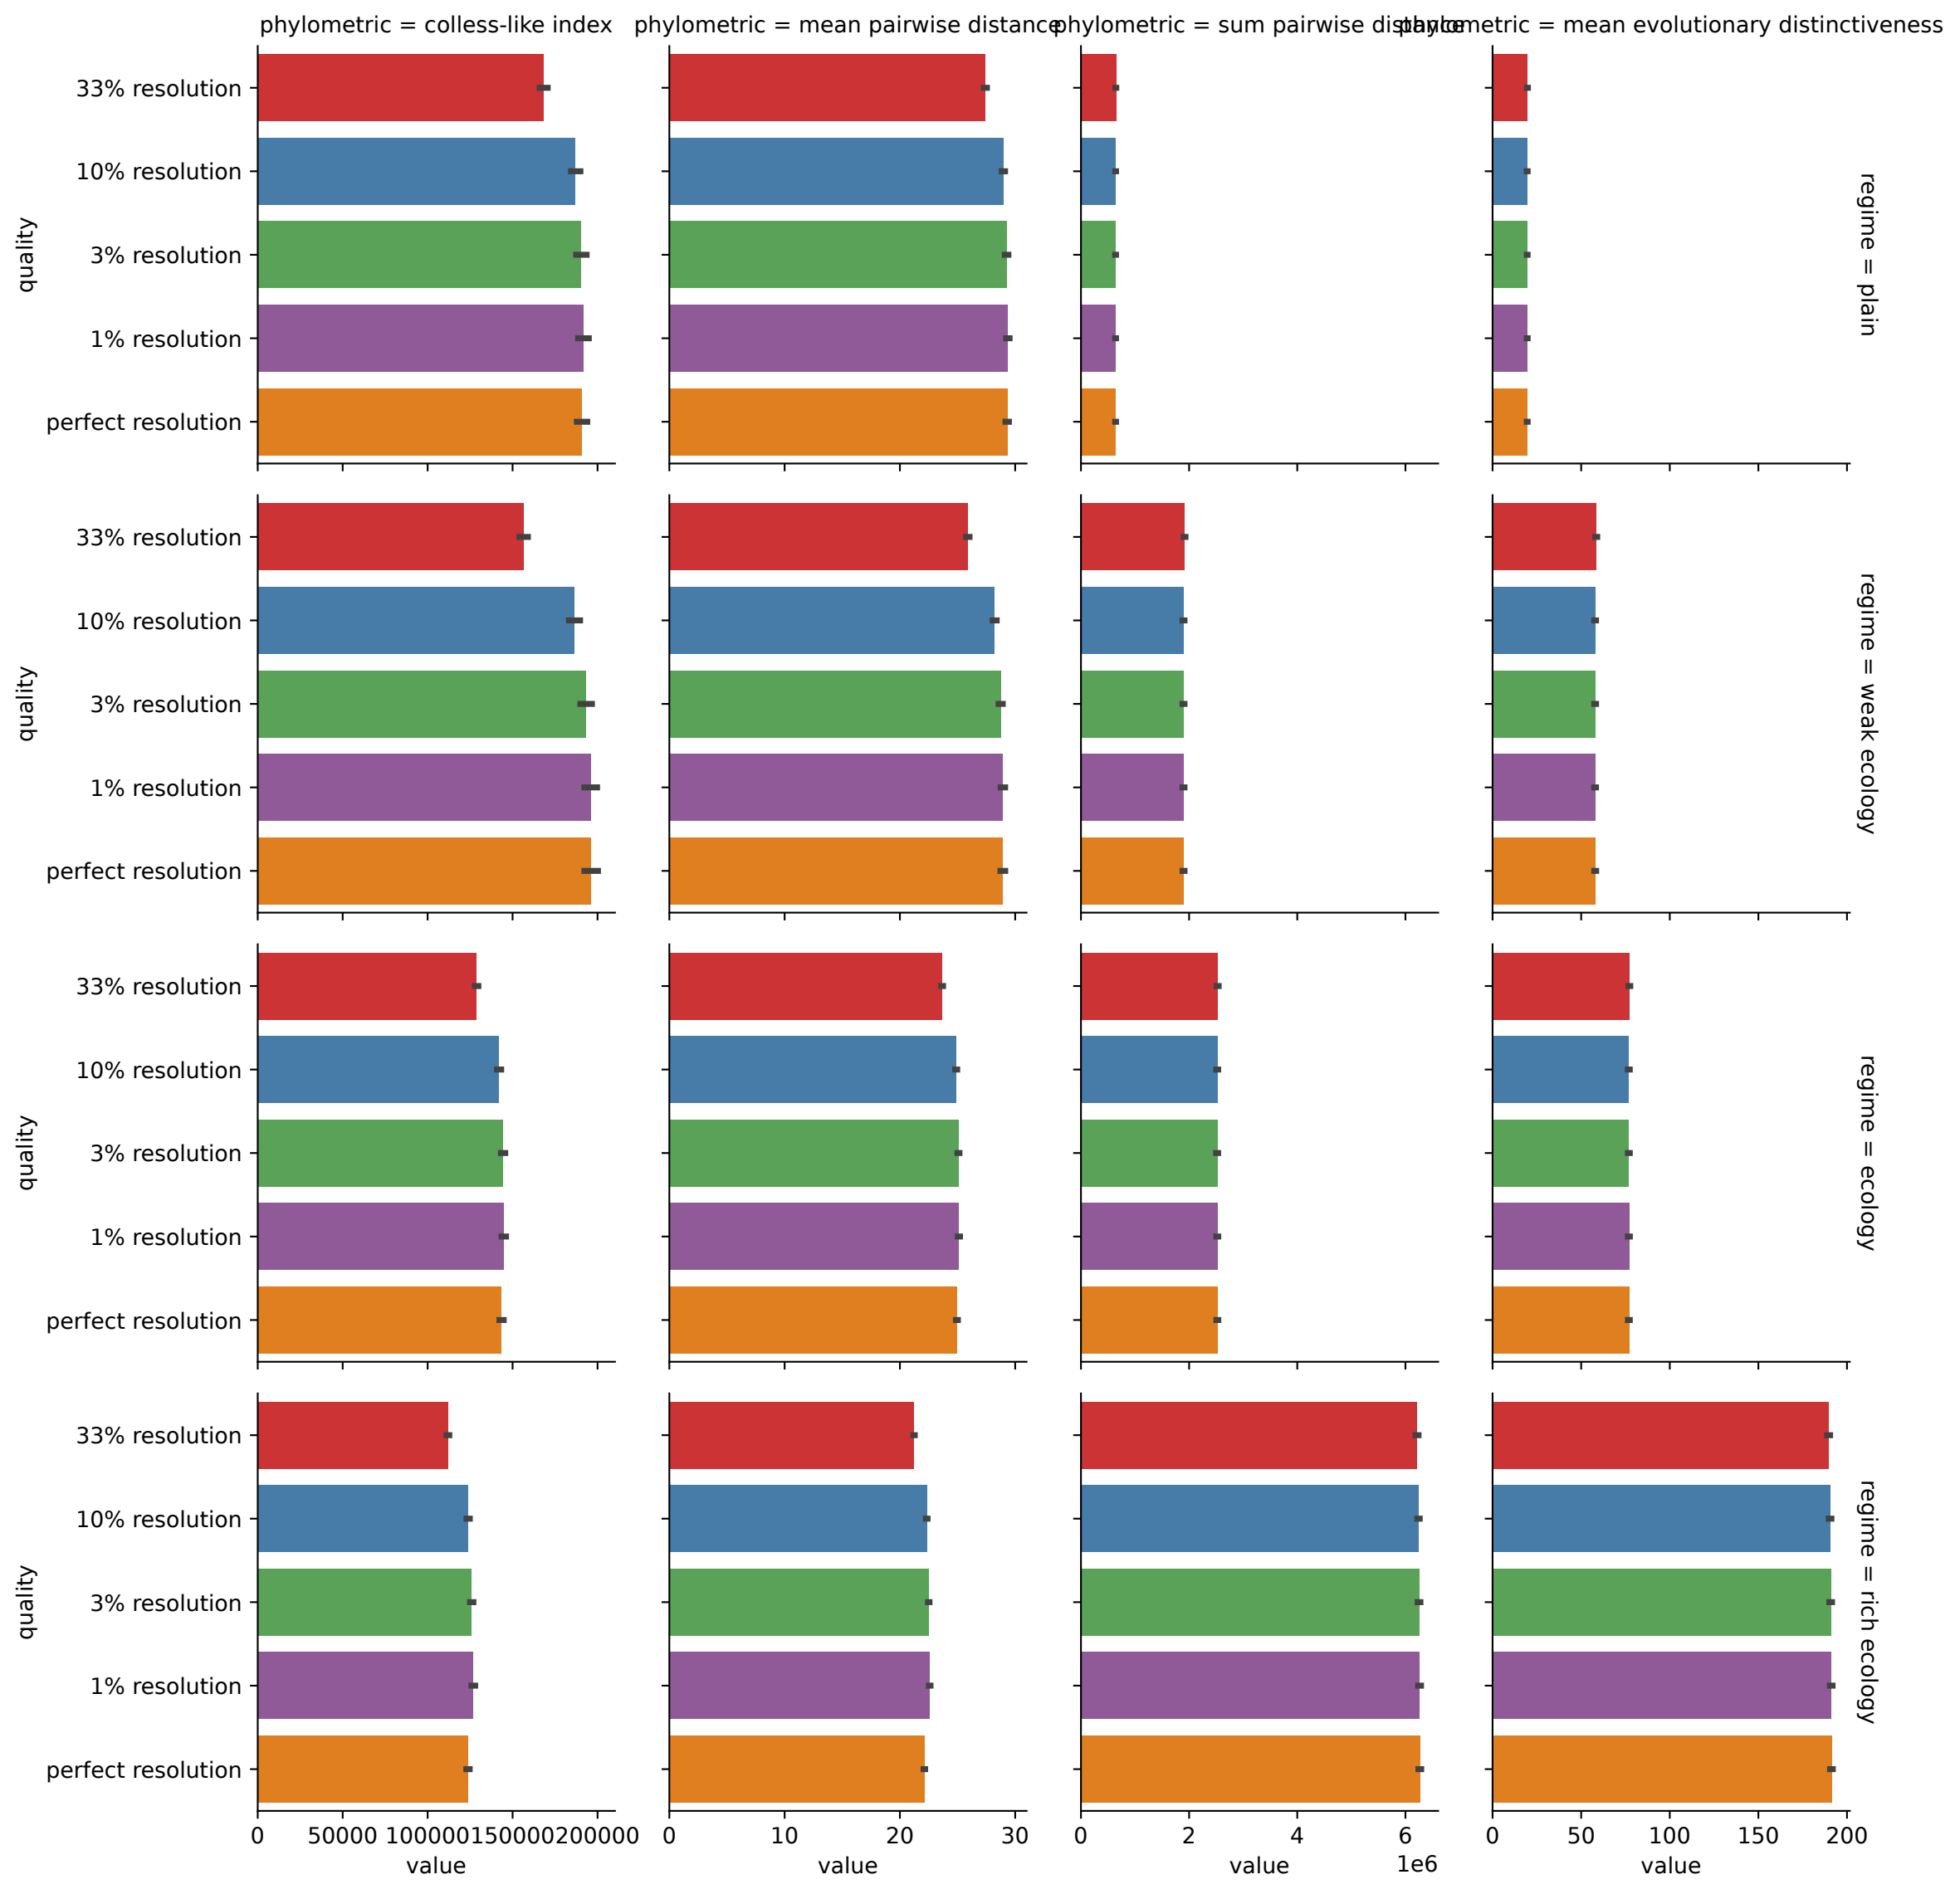 phylometric = colless-like index
phylometric = mean pairwise distance
phylometric = sum pairwise distance
phylometric = mean evolutionary distinctiveness
quality
33% resolution
10% resolution
3% resolution
1% resolution
perfect resolution
regime = plain
quality
33% resolution
10% resolution
3% resolution
1% resolution
perfect resolution
regime = weak ecology
quality
33% resolution
10% resolution
3% resolution
1% resolution
perfect resolution
regime = ecology
quality
33% resolution
10% resolution
3% resolution
1% resolution
perfect resolution
regime = rich ecology
0 50000 100000 150000 200000
value
0 10 20 30
value
0 2 4 6
1e6
value
0 50 100 150 200
value